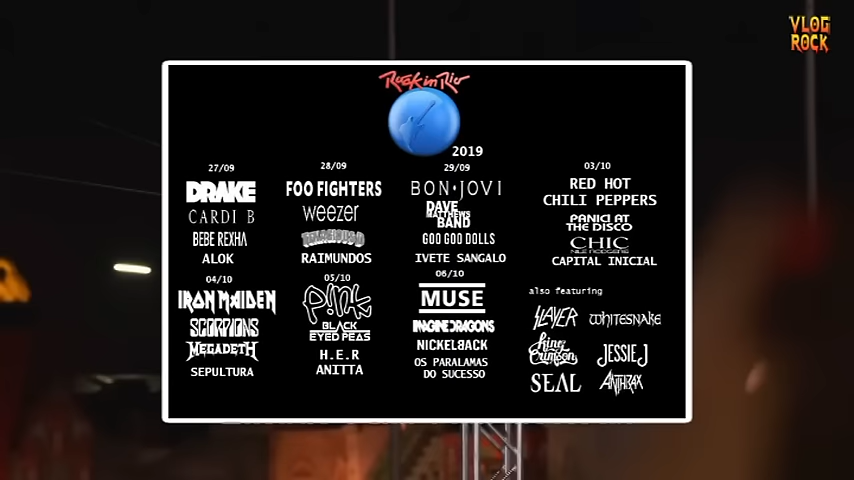 VLOG
ROCK
Rock in Rio
2019
27/09
DRAKE
CARDI B
BEBE REXHA
ALOK
28/09
FOO FIGHTERS
weezer
TENACIOUS D
RAIMUNDOS
29/09
BON•JOVI
DAVE
MATTHEWS
BAND
GOO GOO DOLLS
IVETE SANGALO
03/10
RED HOT
CHILI PEPPERS
PANIC! AT
THE DISCO
CHIC
NILE RODGERS
CAPITAL INICIAL
04/10
IRON MAIDEN
SCORPIONS
MEGADETH
SEPULTURA
05/10
P!nk
BLACK
EYED PEAS
H.E.R
ANITTA
06/10
MUSE
IMAGINE DRAGONS
NICKELBACK
OS PARALAMAS
DO SUCESSO
also featuring
SLAYER
WHITESNAKE
King
Crimson
JESSIE J
SEAL
ANTHRAX